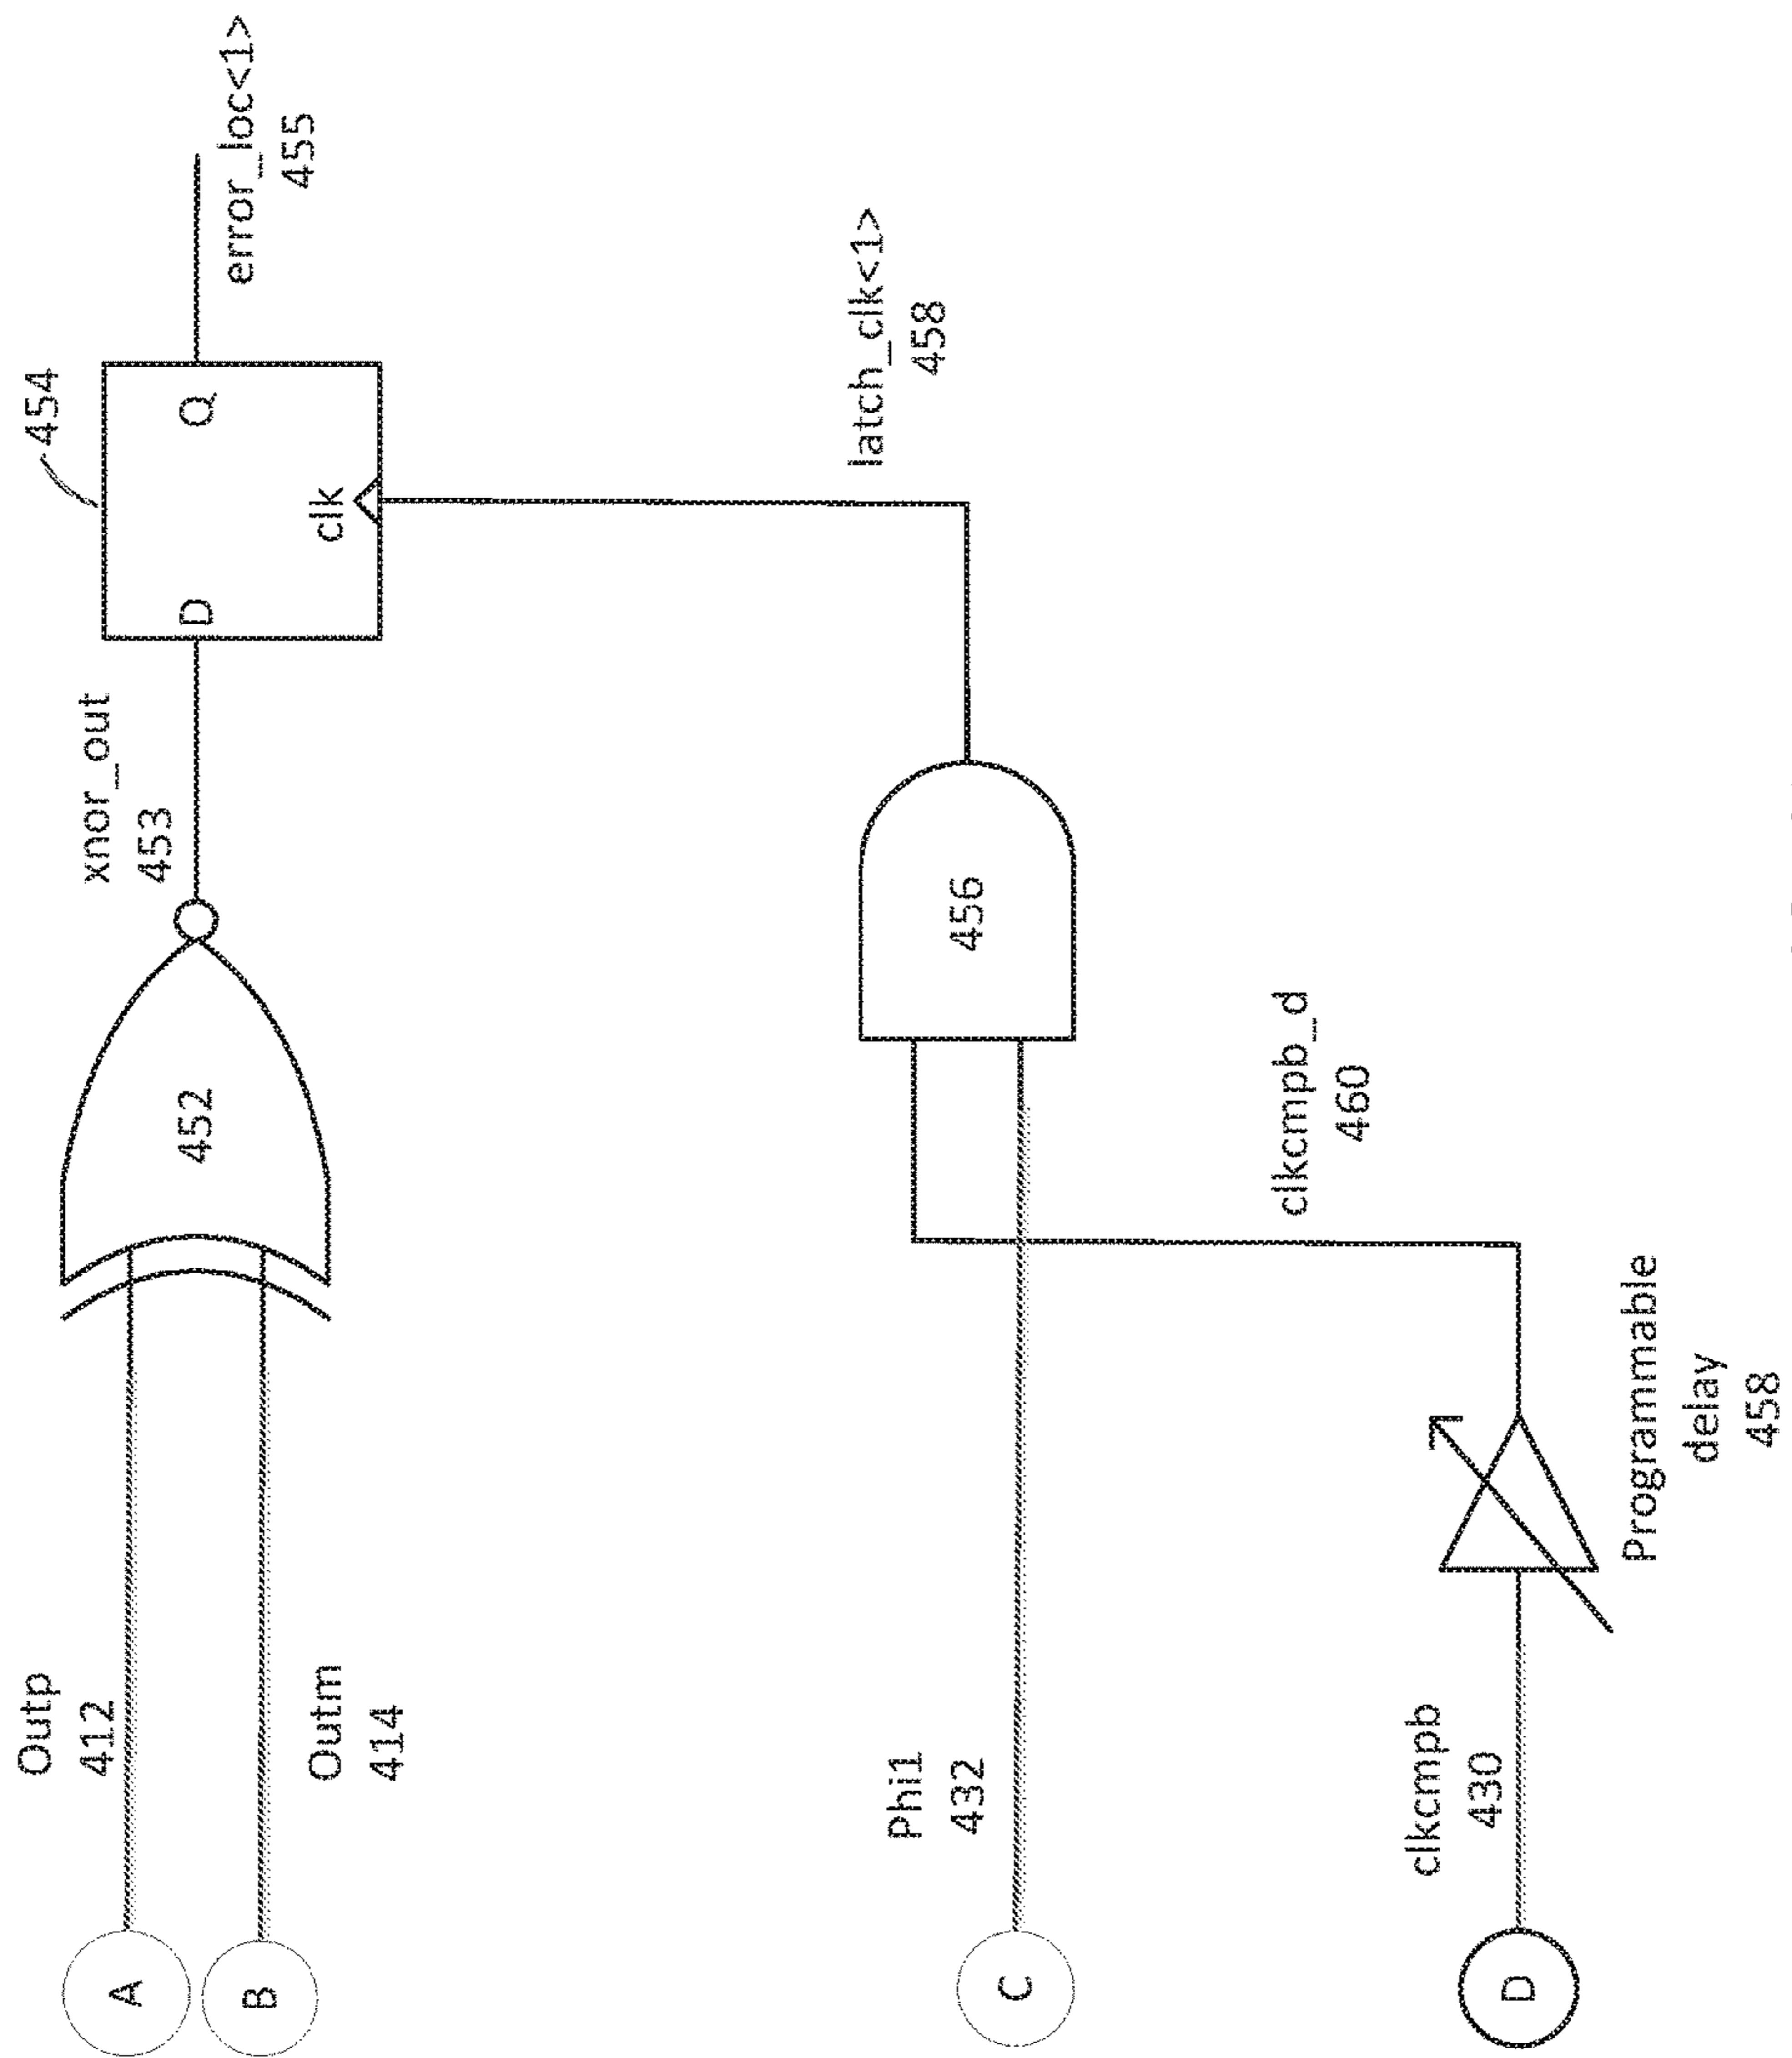 A
Outp
412
B
Outm
414
452
xnor_out
453
454
D
Q
clk
error_loc<1>
455
C
Phi1
432
456
latch_clk<1>
458
D
clkcmpb
430
Programmable
delay
458
clkcmpb_d
460